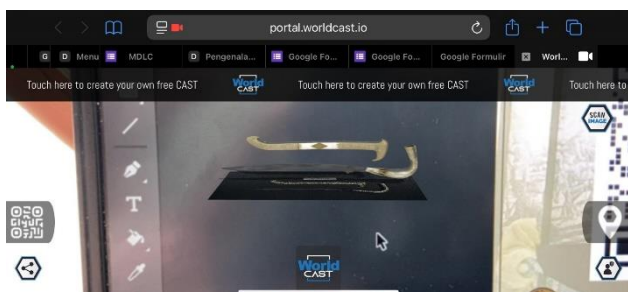 portal.worldcast.io
G D Menu MDLC D Pengenala... Google Fo... Google Fo... Google Formulir Worl...
Touch here to create your own free CAST World CAST Touch here to create your own free CAST World CAST Touch here to
SCAN IMAGE
T
World CAST